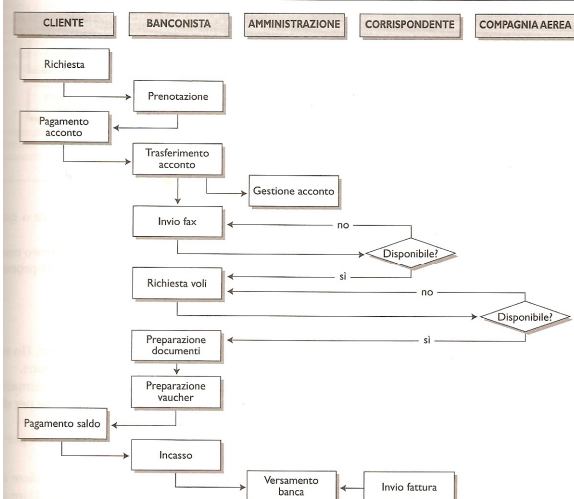 CLIENTE
BANCONISTA
AMMINISTRAZIONE
CORRISPONDENTE
COMPAGNIA AEREA
Richiesta
Prenotazione
Pagamento
acconto
Trasferimento
acconto
Gestione acconto
Invio fax
no
Disponibile?
sì
Richiesta voli
no
Disponibile?
sì
Preparazione
documenti
Preparazione
vaucher
Pagamento saldo
Incasso
Versamento
banca
Invio fattura